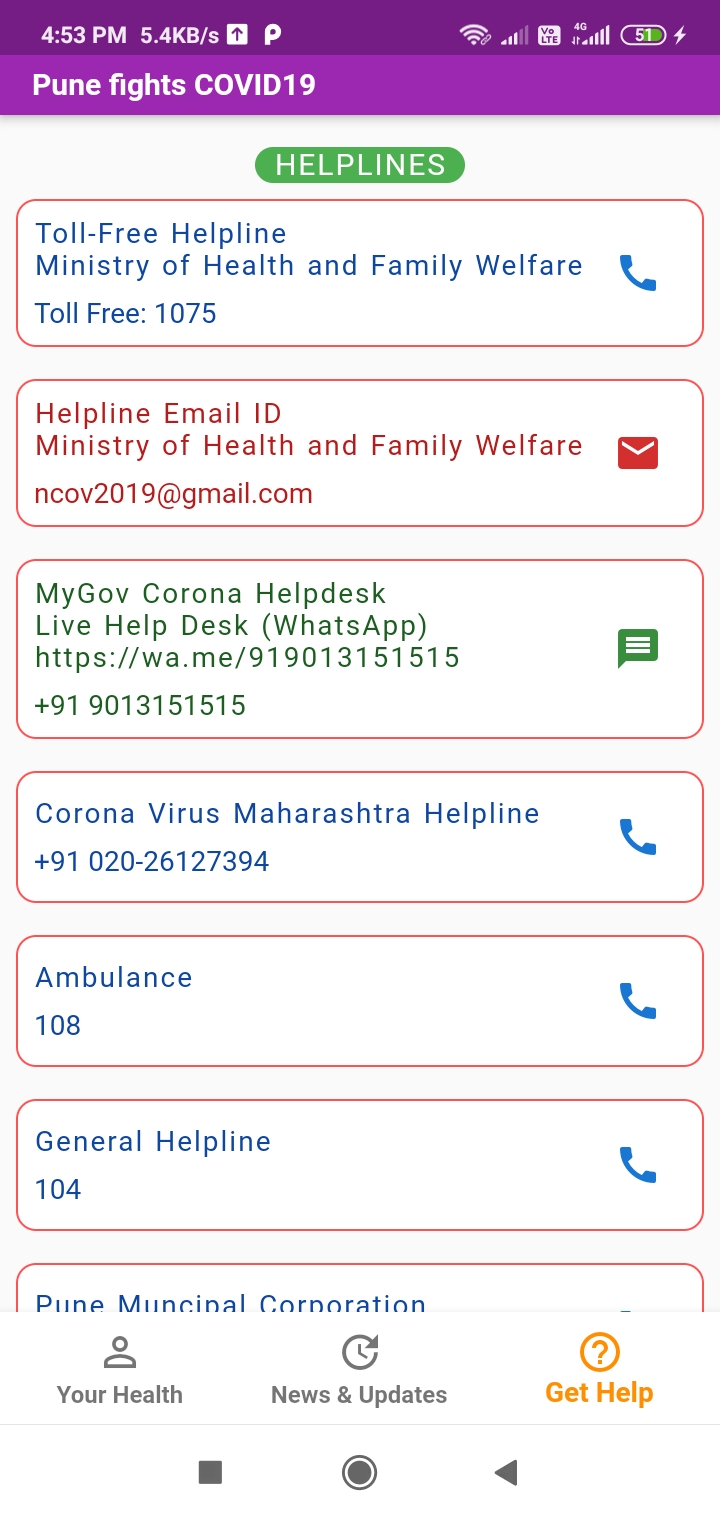 4:53 PM 5.4KB/s
Vo LTE
4G
51
Pune fights COVID19
HELPLINES
Toll-Free Helpline
Ministry of Health and Family Welfare
Toll Free: 1075
Helpline Email ID
Ministry of Health and Family Welfare
ncov2019@gmail.com
MyGov Corona Helpdesk
Live Help Desk (WhatsApp)
https://wa.me/919013151515
+91 9013151515
Corona Virus Maharashtra Helpline
+91 020-26127394
Ambulance
108
General Helpline
104
Pune Muncipal Corporation
Your Health
News & Updates
Get Help